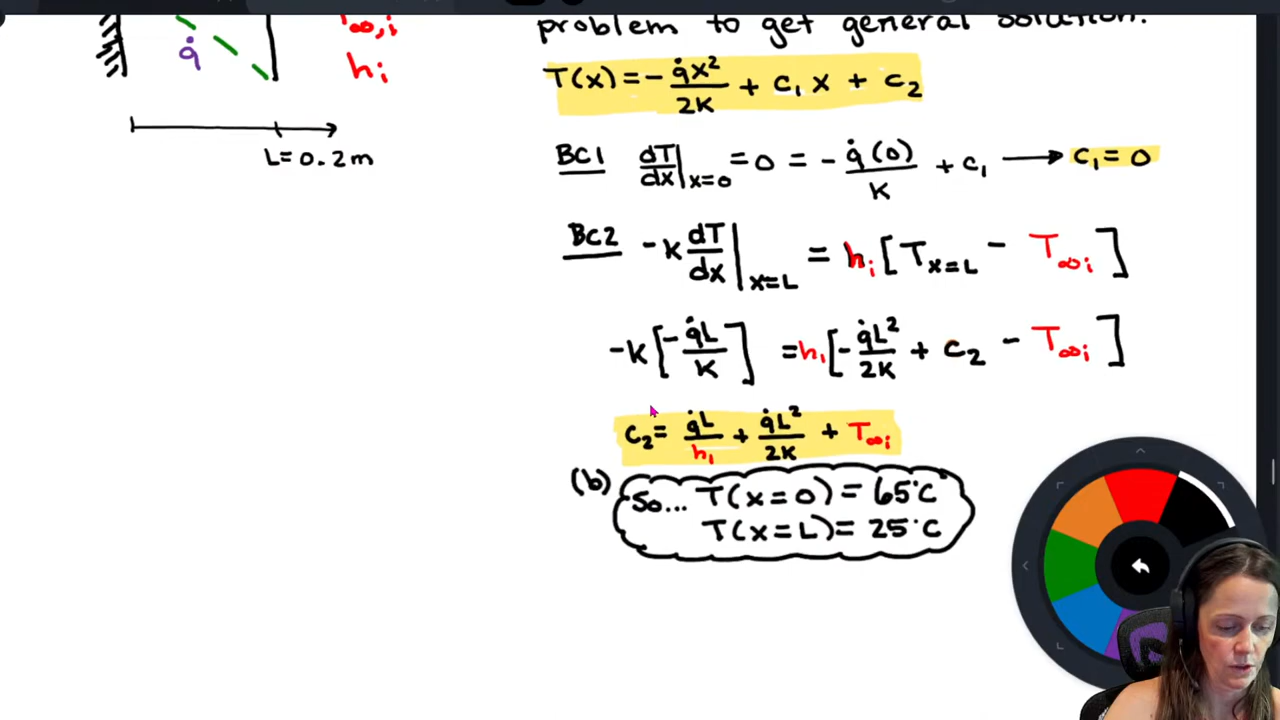 problem to get general solution.
T∞,i
q̇
hᵢ
T(x) = - q̇x²/2K + c₁x + c₂
L=0.2m
BC1 dT/dx|x=0 = 0 = - q̇(0)/K + c₁ → c₁ = 0
BC2 -K dT/dx|x=L = hᵢ[Tx=L - T∞i]
-K[-q̇L/K] = hᵢ[- q̇L²/2K + c₂ - T∞i]
c₂= q̇L/hᵢ + q̇L²/2K + T∞i
(b) So... T(x=0) = 65°C
T(x=L) = 25°C